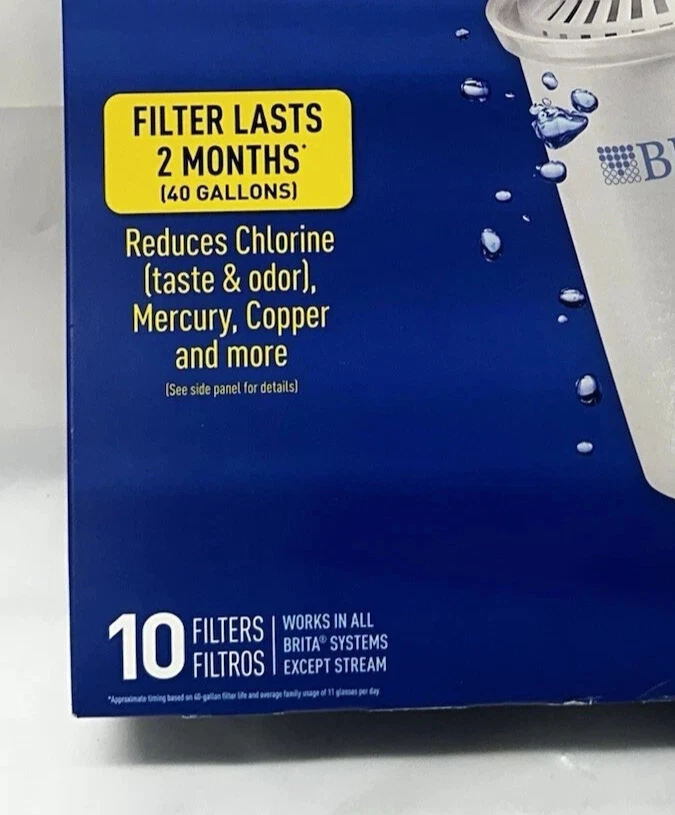 FILTER LASTS
2 MONTHS*
(40 GALLONS)
Reduces Chlorine
(taste & odor),
Mercury, Copper
and more
(See side panel for details)
10 FILTERS
FILTROS
WORKS IN ALL
BRITA® SYSTEMS
EXCEPT STREAM
*Approximate timing based on 40-gallon filter life and average family usage of 11 glasses per day